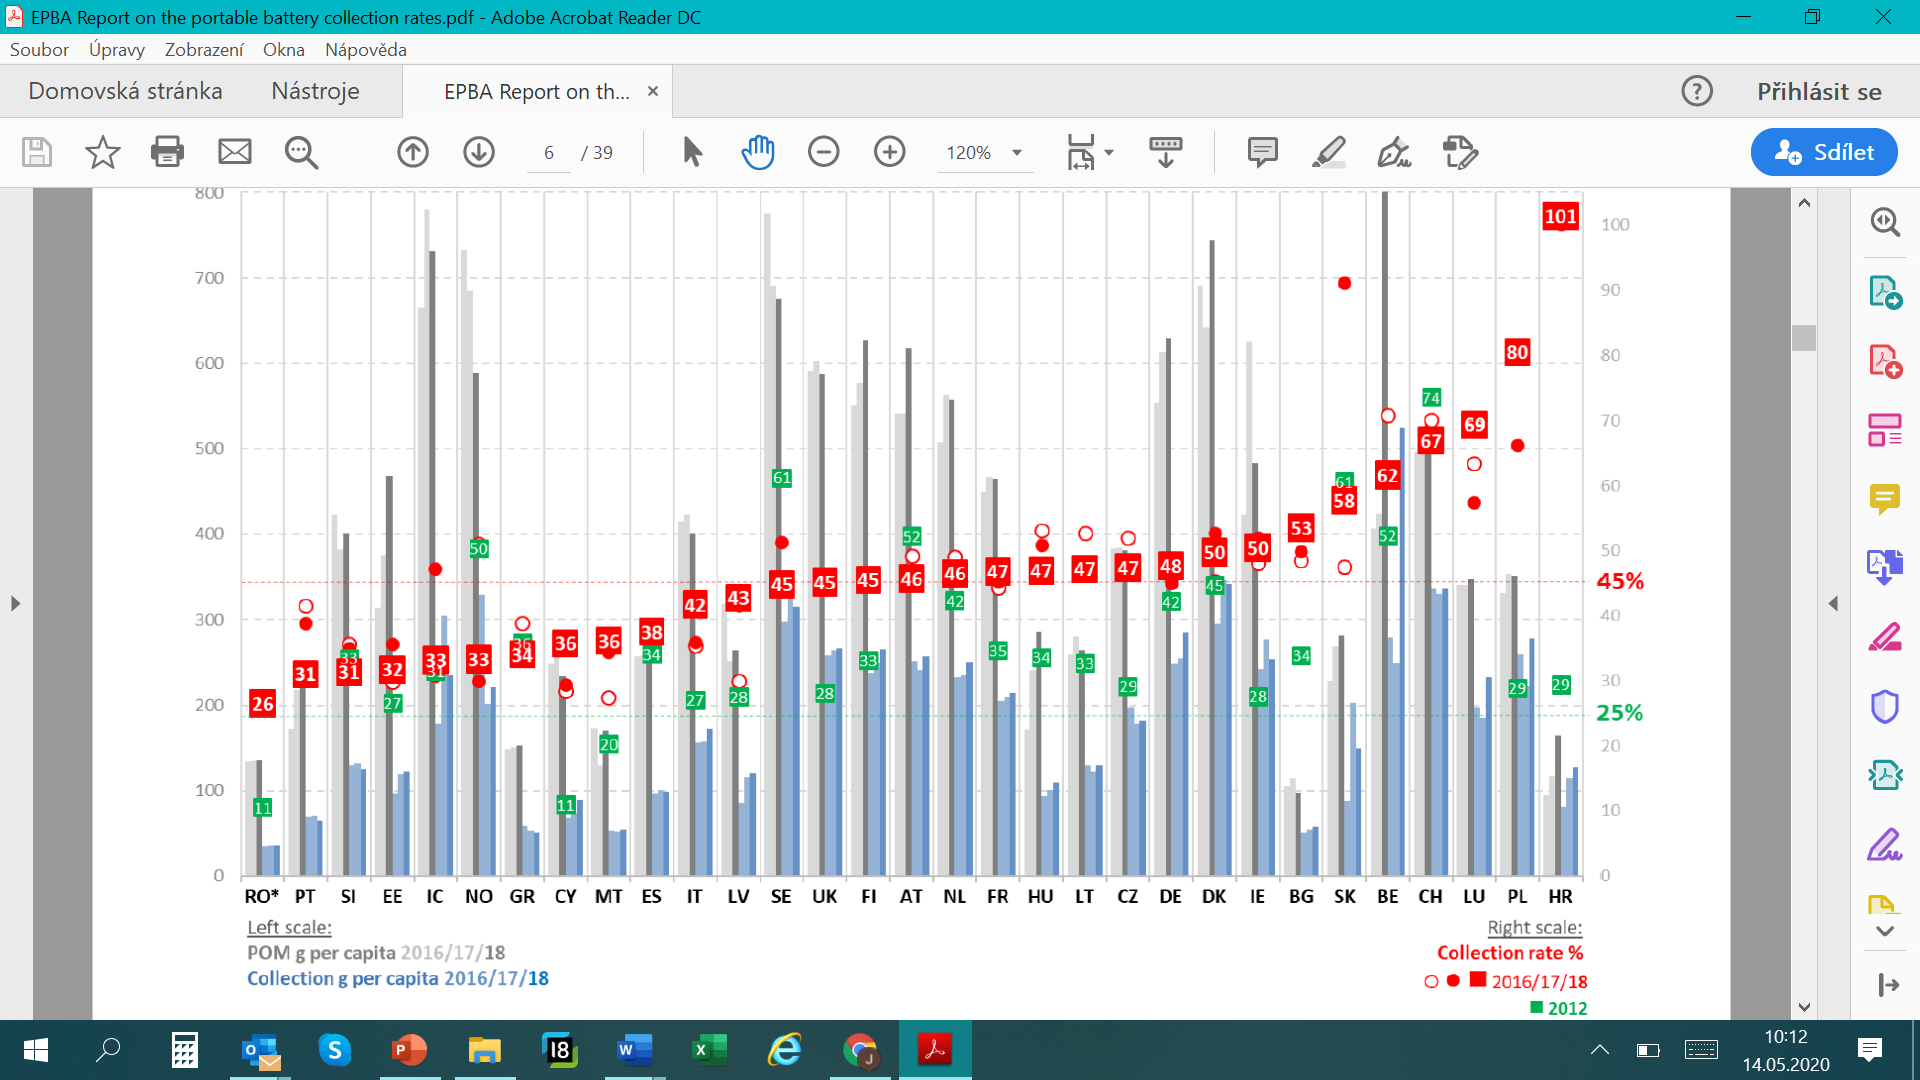 EPBA Report on the portable battery collection rates.pdf - Adobe Acrobat Reader DC
Soubor Úpravy Zobrazení Okna Nápověda
Domovská stránka Nástroje EPBA Report on th... Přihlásit se
6 / 39 120% Sdílet
800 101 100
700 90
600 80 80
74
70
69
500 67
62
61 61 60
58
53
400 52 52
50 50 50 50
48
47 47 47 47
46 46
45 45 45 45%
45
43
42 42 42
40
300 38
36 36 36
34 34 34 34
35
33 33 33 33 33
32
31 31 31
30
29 29 29
28 28 28
27 27
26
200 25%
20 20
100 11 11 10
0 0
RO* PT SI EE IC NO GR CY MT ES IT LV SE UK FI AT NL FR HU LT CZ DE DK IE BG SK BE CH LU PL HR
Left scale: Right scale:
POM g per capita 2016/17/18 Collection rate %
Collection g per capita 2016/17/18 2016/17/18
2012
10:12
14.05.2020